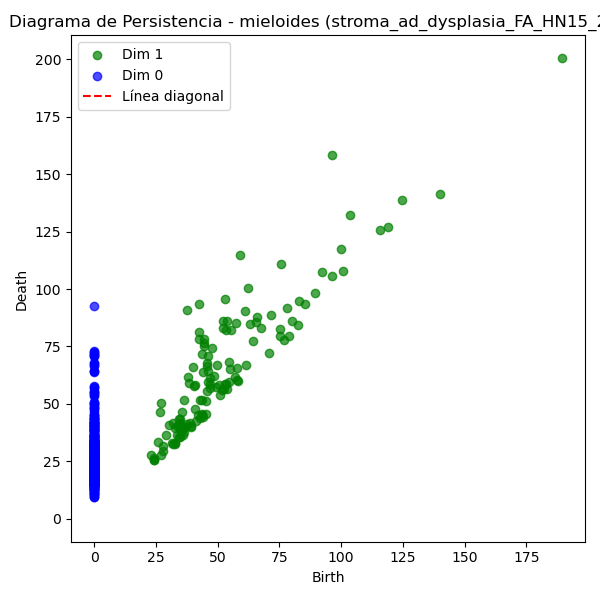 Diagrama de Persistencia - mieloides (stroma_ad_dysplasia_FA_HN15_2
Dim 1
Dim 0
Línea diagonal
200
175
150
125
100
75
50
25
0
Death
0
25
50
75
100
125
150
175
Birth